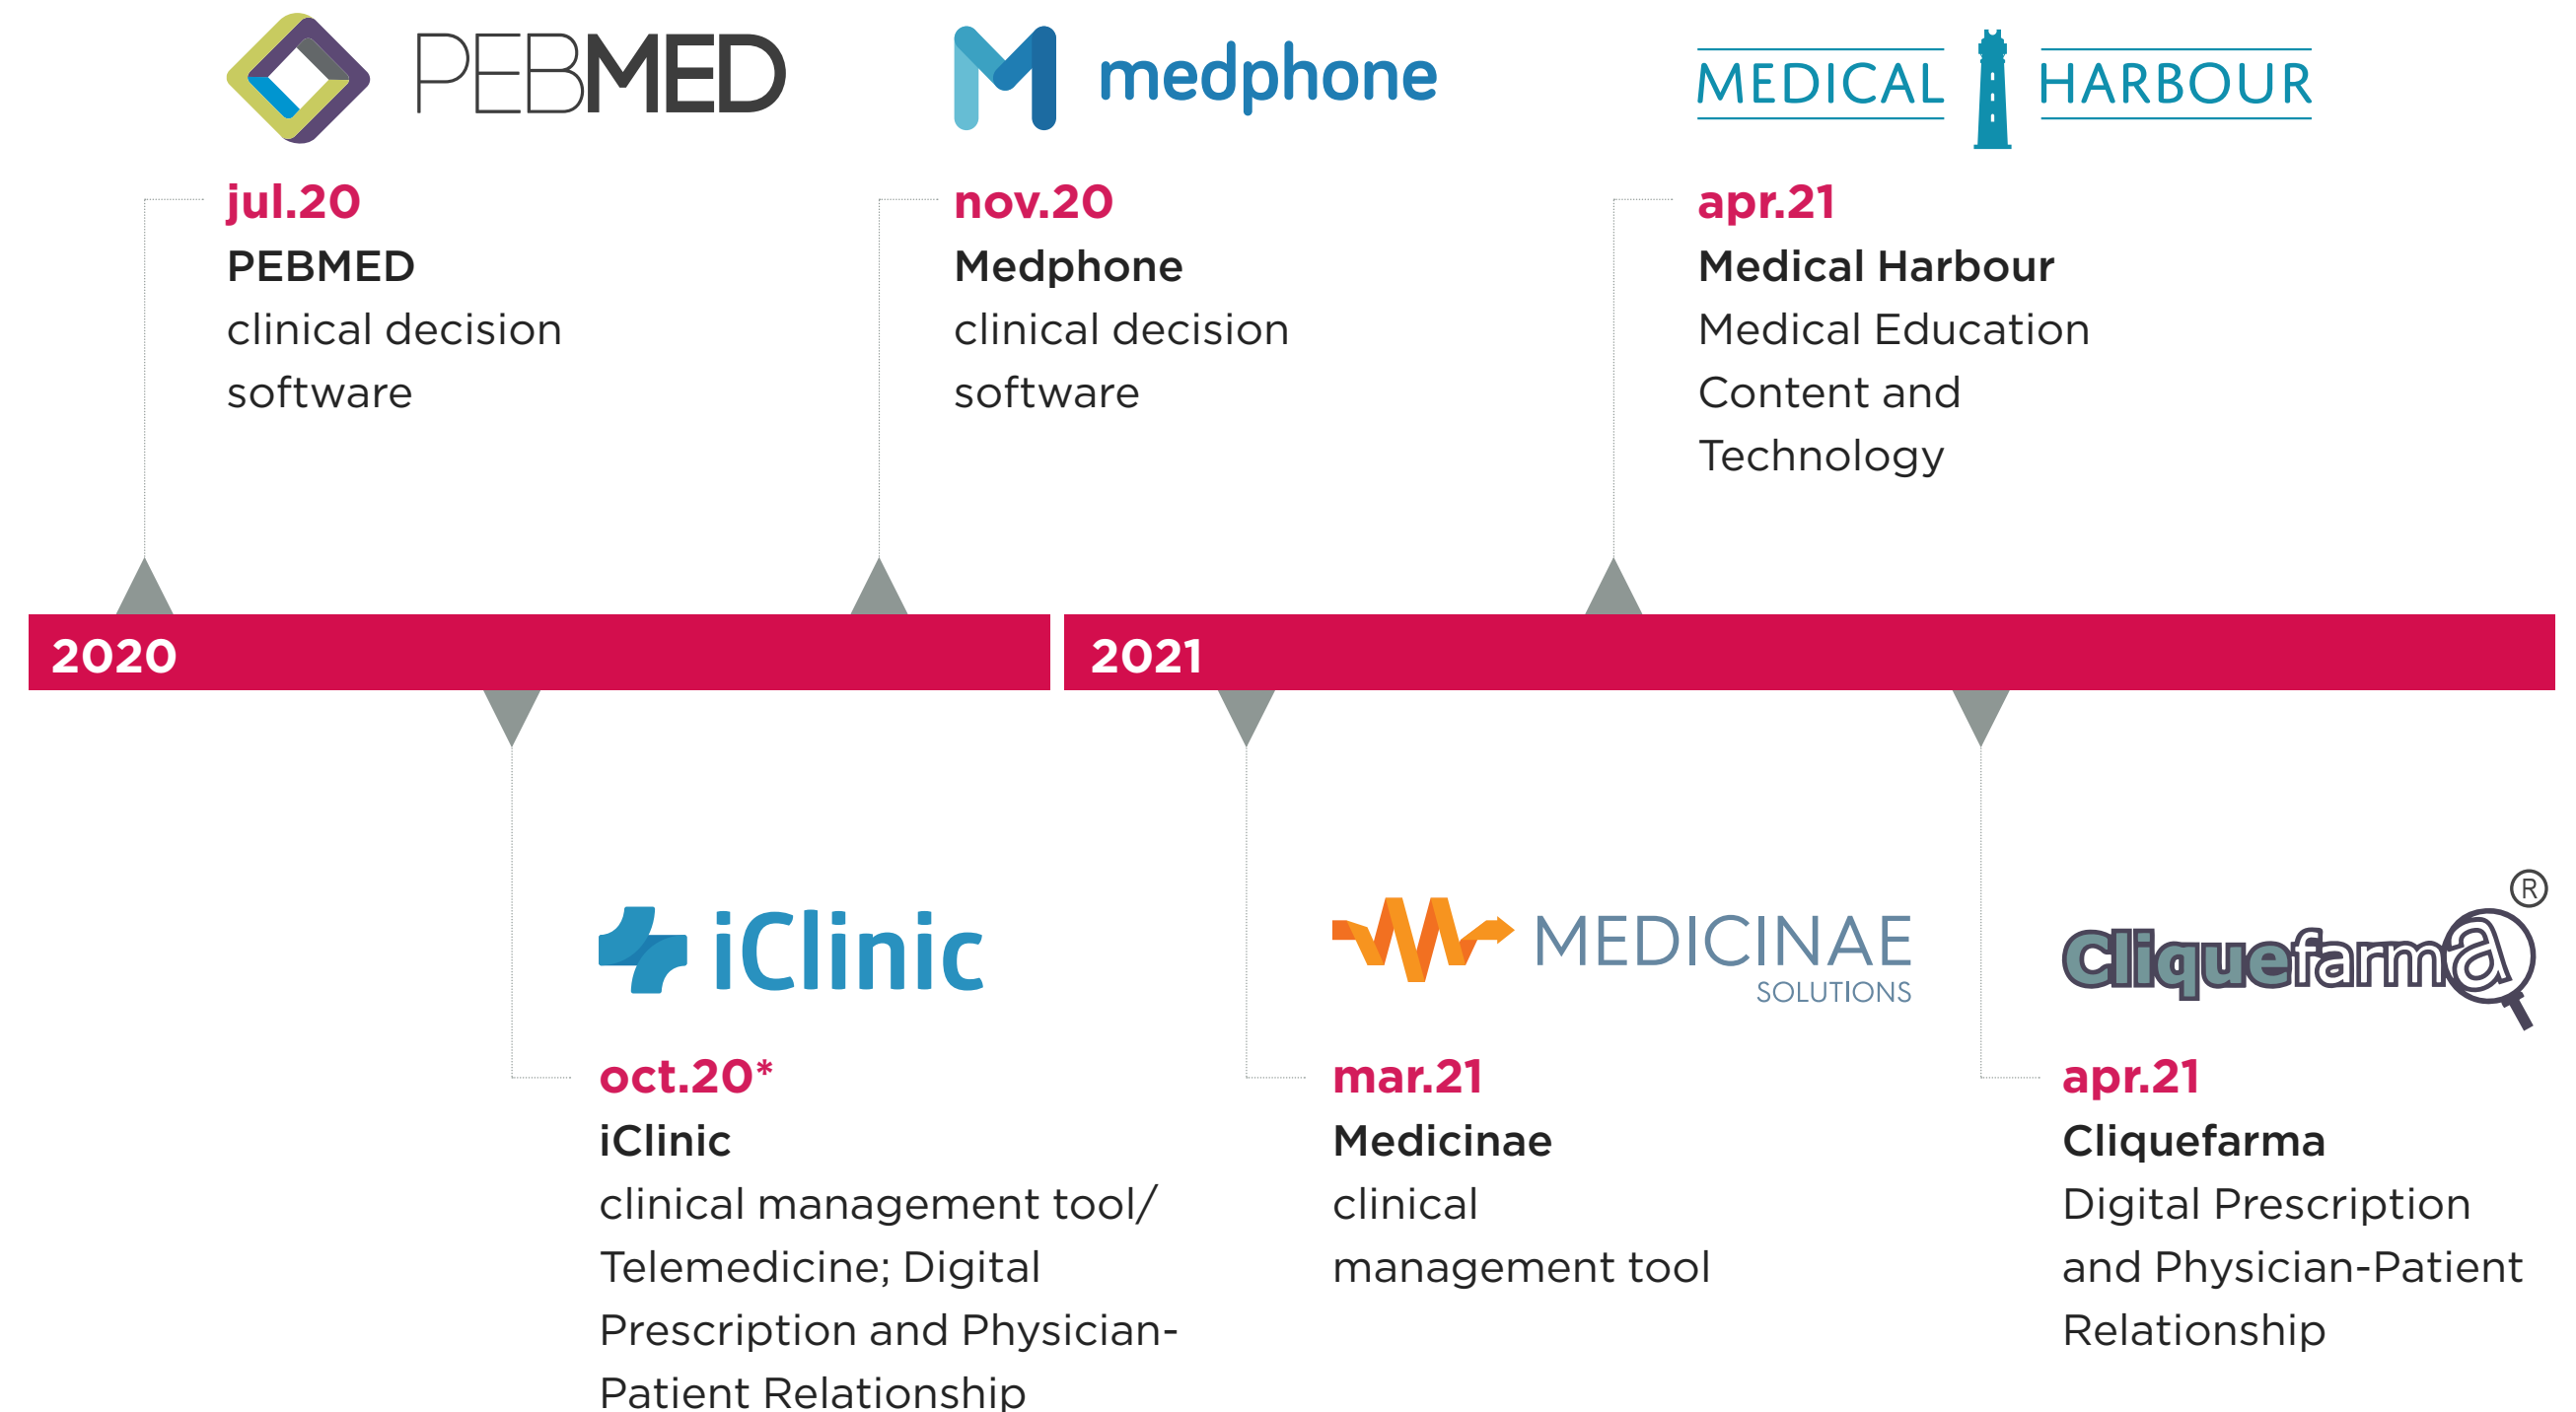 PEBMED
jul.20
PEBMED
clinical decision
software
medphone
nov.20
Medphone
clinical decision
software
MEDICAL HARBOUR
apr.21
Medical Harbour
Medical Education
Content and
Technology
2020
2021
iClinic
oct.20*
iClinic
clinical management tool/
Telemedicine; Digital
Prescription and Physician-
Patient Relationship
MEDICINAE
SOLUTIONS
mar.21
Medicinae
clinical
management tool
Cliquefarma®
apr.21
Cliquefarma
Digital Prescription
and Physician-Patient
Relationship